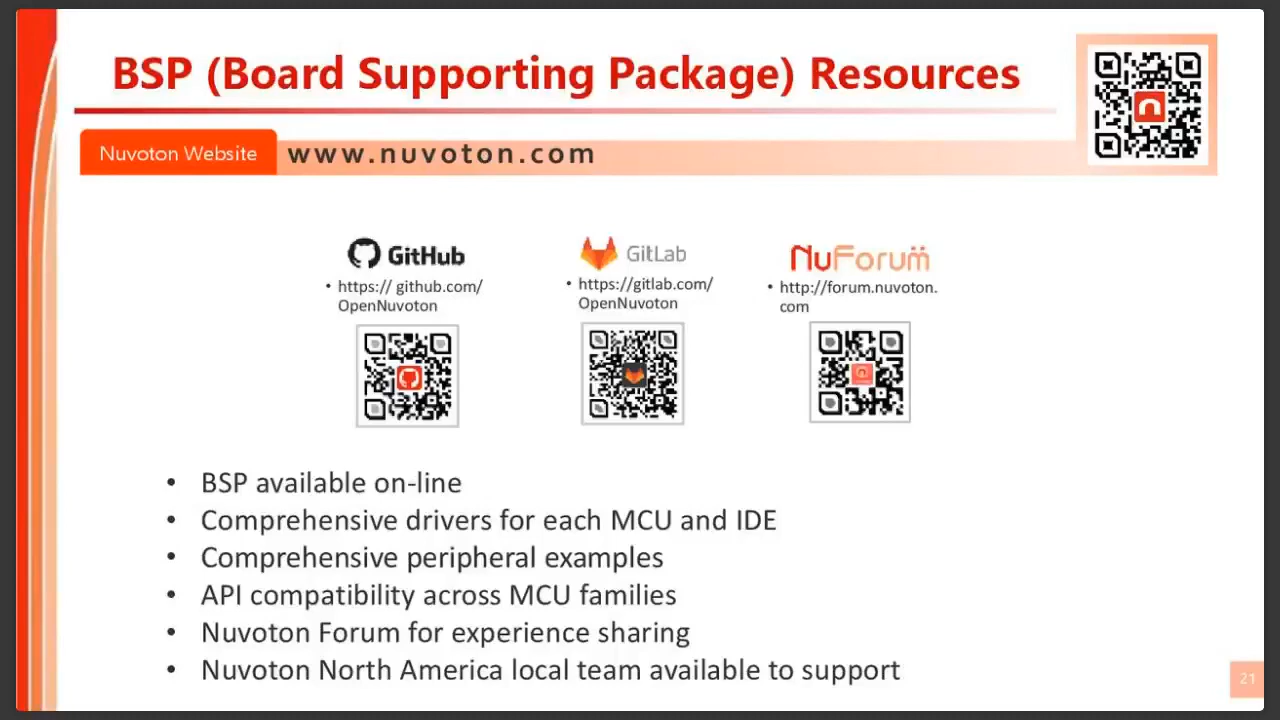 BSP (Board Supporting Package) Resources
Nuvoton Website www.nuvoton.com
GitHub
• https:// github.com/
OpenNuvoton
GitLab
• https://gitlab.com/
OpenNuvoton
NuForum
• http://forum.nuvoton.
com
• BSP available on-line
• Comprehensive drivers for each MCU and IDE
• Comprehensive peripheral examples
• API compatibility across MCU families
• Nuvoton Forum for experience sharing
• Nuvoton North America local team available to support
21